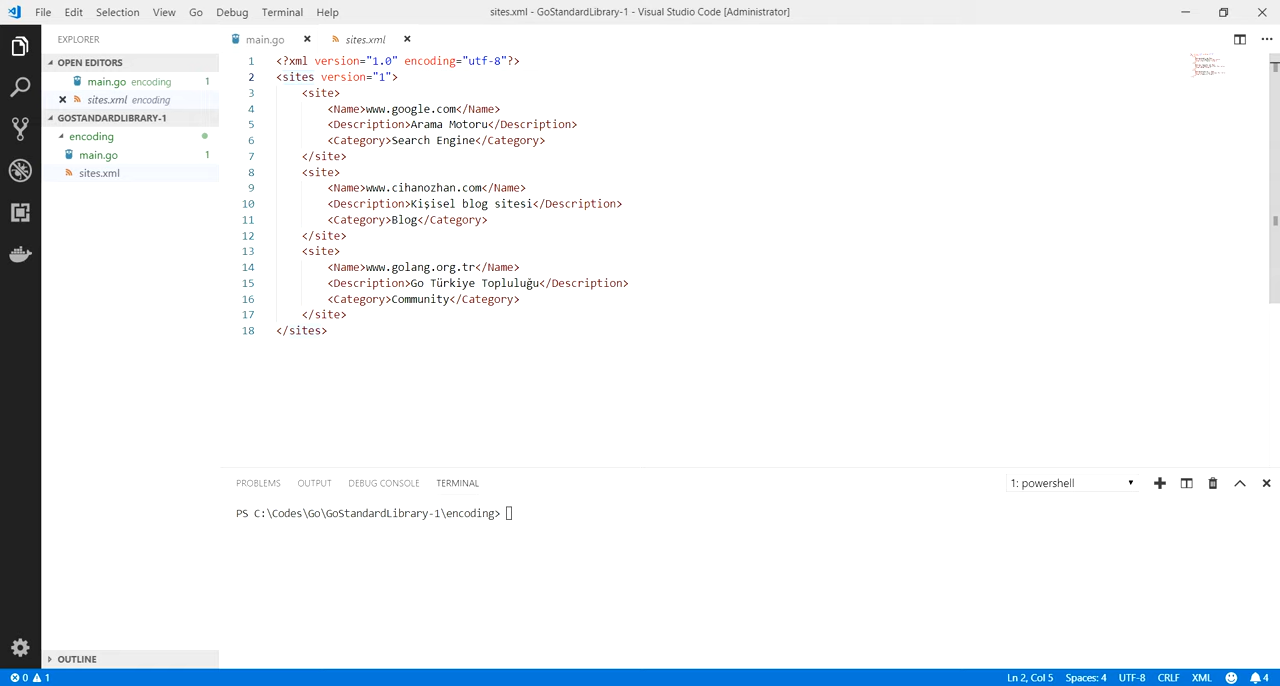 File Edit Selection View Go Debug Terminal Help
sites.xml - GoStandardLibrary-1 - Visual Studio Code [Administrator]
EXPLORER
OPEN EDITORS
main.go encoding 1
sites.xml encoding
GOSTANDARDLIBRARY-1
encoding
main.go 1
sites.xml
OUTLINE
main.go
sites.xml
1 <?xml version="1.0" encoding="utf-8"?>
2 <sites version="1">
3 <site>
4 <Name>www.google.com</Name>
5 <Description>Arama Motoru</Description>
6 <Category>Search Engine</Category>
7 </site>
8 <site>
9 <Name>www.cihanozhan.com</Name>
10 <Description>Kişisel blog sitesi</Description>
11 <Category>Blog</Category>
12 </site>
13 <site>
14 <Name>www.golang.org.tr</Name>
15 <Description>Go Türkiye Topluluğu</Description>
16 <Category>Community</Category>
17 </site>
18 </sites>
PROBLEMS OUTPUT DEBUG CONSOLE TERMINAL
1: powershell
PS C:\Codes\Go\GoStandardLibrary-1\encoding>
0 1
Ln 2, Col 5 Spaces: 4 UTF-8 CRLF XML 4